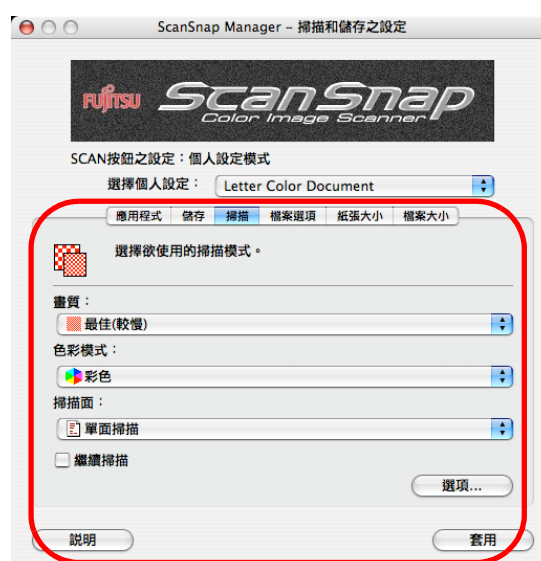 ScanSnap Manager – 掃描和儲存之設定
FUJITSU ScanSnap
Color Image Scanner
SCAN按鈕之設定：個人設定模式
選擇個人設定： Letter Color Document
應用程式 儲存 掃描 檔案選項 紙張大小 檔案大小
選擇欲使用的掃描模式。
畫質：
最佳(較慢)
色彩模式：
彩色
掃描面：
單面掃描
繼續掃描
選項...
說明 套用